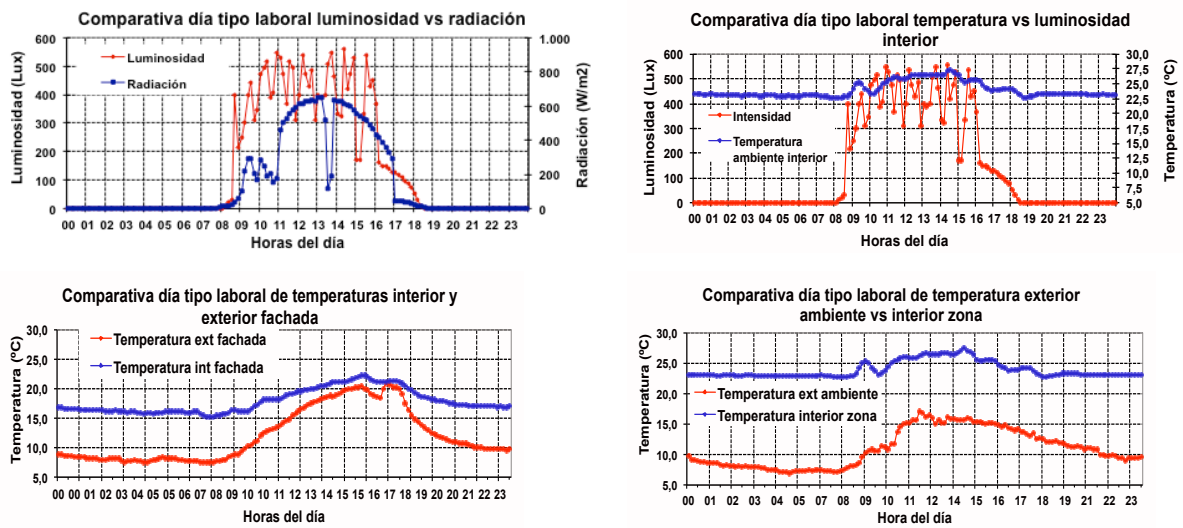 Comparativa día tipo laboral luminosidad vs radiación
Luminosidad (Lux)
600
500
400
300
200
100
0
Luminosidad
Radiación
1.000
800
600
400
200
0
Radiación (W/m2)
00 01 02 03 04 05 06 07 08 09 10 11 12 13 14 15 16 17 18 19 20 21 22 23
Horas del día
Comparativa día tipo laboral temperatura vs luminosidad
interior
Luminosidad (Lux)
600
500
400
300
200
100
0
Intensidad
Temperatura
ambiente interior
30,0
27,5
25,0
22,5
20,0
17,5
15,0
12,5
10,0
7,5
5,0
Temperatura (ºC)
00 01 02 03 04 05 06 07 08 09 10 11 12 13 14 15 16 17 18 19 20 21 22 23
Horas del día
Comparativa día tipo laboral de temperaturas interior y
exterior fachada
Temperatura (ºC)
30,0
25,0
20,0
15,0
10,0
5,0
Temperatura ext fachada
Temperatura int fachada
00 01 02 03 04 05 06 07 08 09 10 11 12 13 14 15 16 17 18 19 20 21 22 23
Horas del día
Comparativa día tipo laboral de temperatura exterior
ambiente vs interior zona
Temperatura (ºC)
30,0
25,0
20,0
15,0
10,0
5,0
Temperatura ext ambiente
Temperatura interior zona
00 01 02 03 04 05 06 07 08 09 10 11 12 13 14 15 16 17 18 19 20 21 22 23
Hora del día